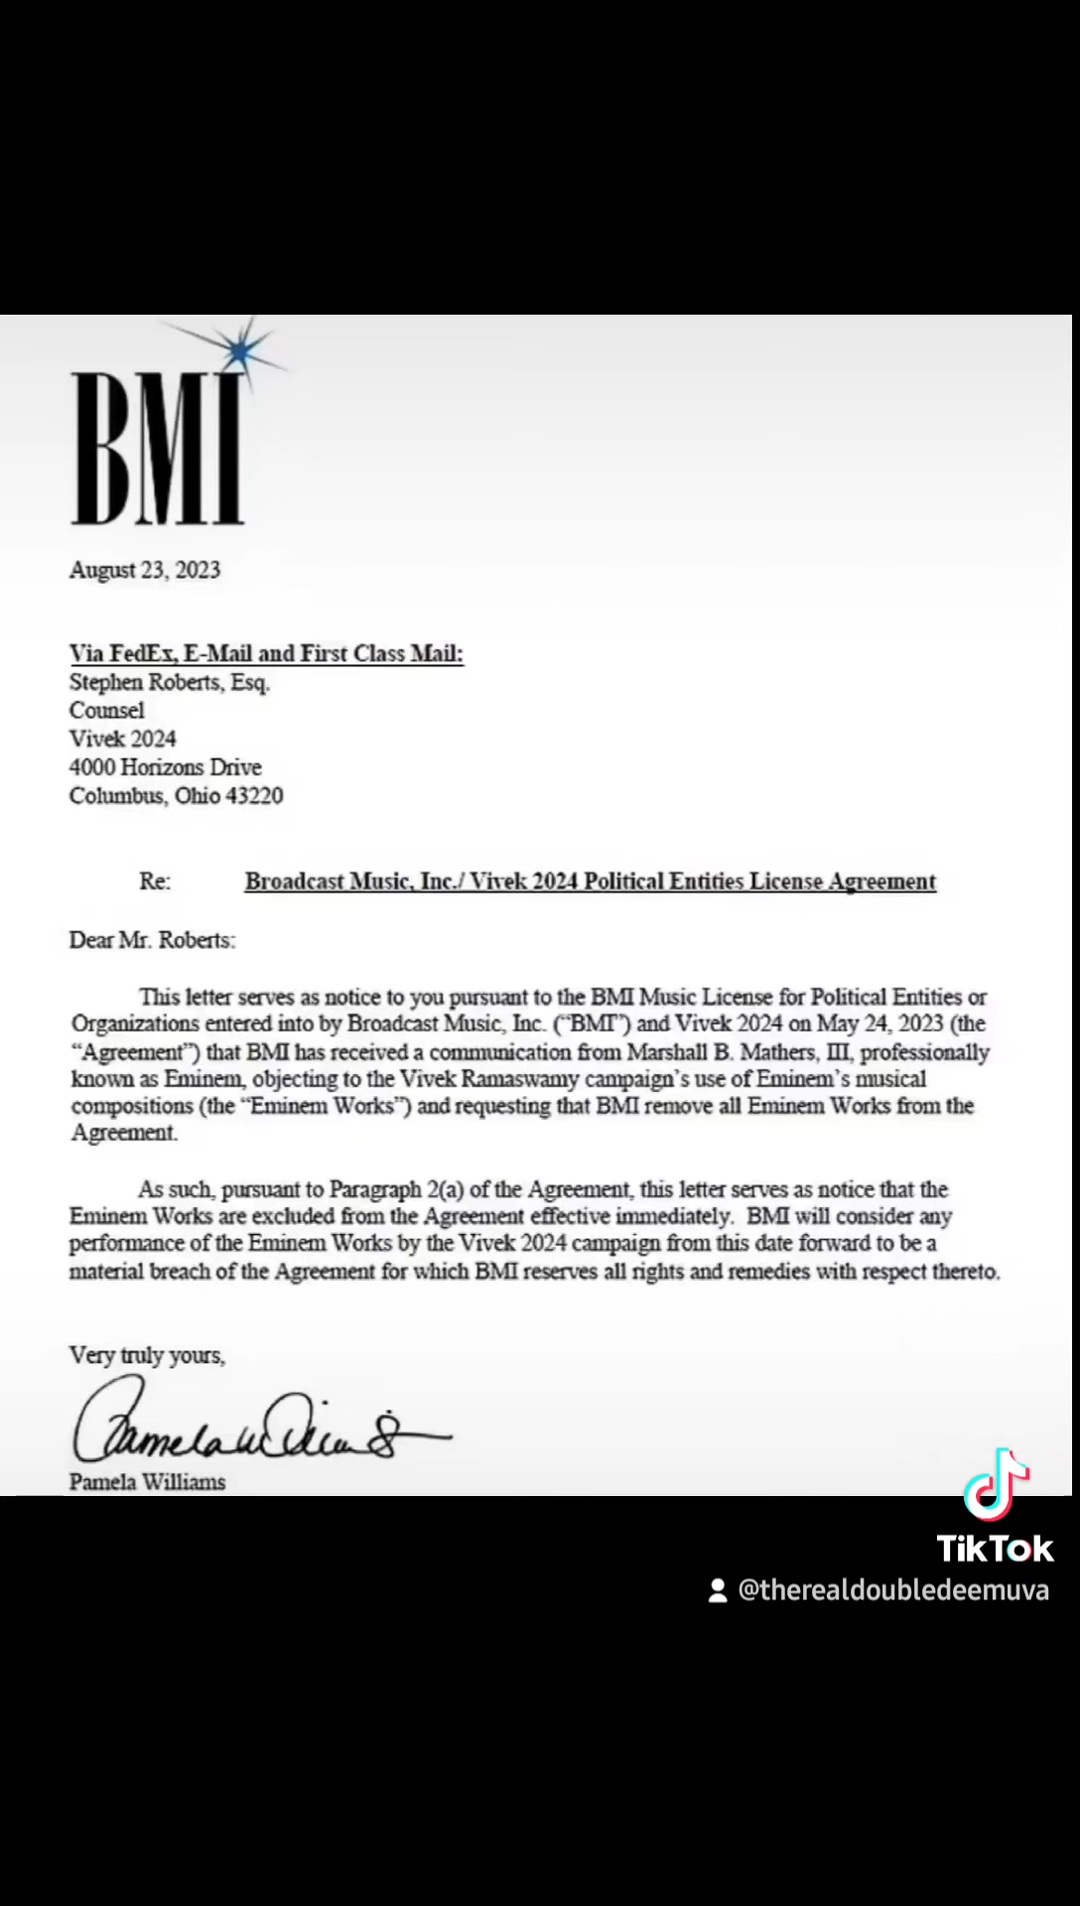 BMI
August 23, 2023
Via FedEx, E-Mail and First Class Mail:
Stephen Roberts, Esq.
Counsel
Vivek 2024
4000 Horizons Drive
Columbus, Ohio 43220
Re: Broadcast Music, Inc./ Vivek 2024 Political Entities License Agreement
Dear Mr. Roberts:
This letter serves as notice to you pursuant to the BMI Music License for Political Entities or
Organizations entered into by Broadcast Music, Inc. (“BMI”) and Vivek 2024 on May 24, 2023 (the
“Agreement”) that BMI has received a communication from Marshall B. Mathers, III, professionally
known as Eminem, objecting to the Vivek Ramaswamy campaign’s use of Eminem’s musical
compositions (the “Eminem Works”) and requesting that BMI remove all Eminem Works from the
Agreement.
As such, pursuant to Paragraph 2(a) of the Agreement, this letter serves as notice that the
Eminem Works are excluded from the Agreement effective immediately. BMI will consider any
performance of the Eminem Works by the Vivek 2024 campaign from this date forward to be a
material breach of the Agreement for which BMI reserves all rights and remedies with respect thereto.
Very truly yours,
Pamela Williams
Pamela Williams
TikTok
@therealdoubledeemuva